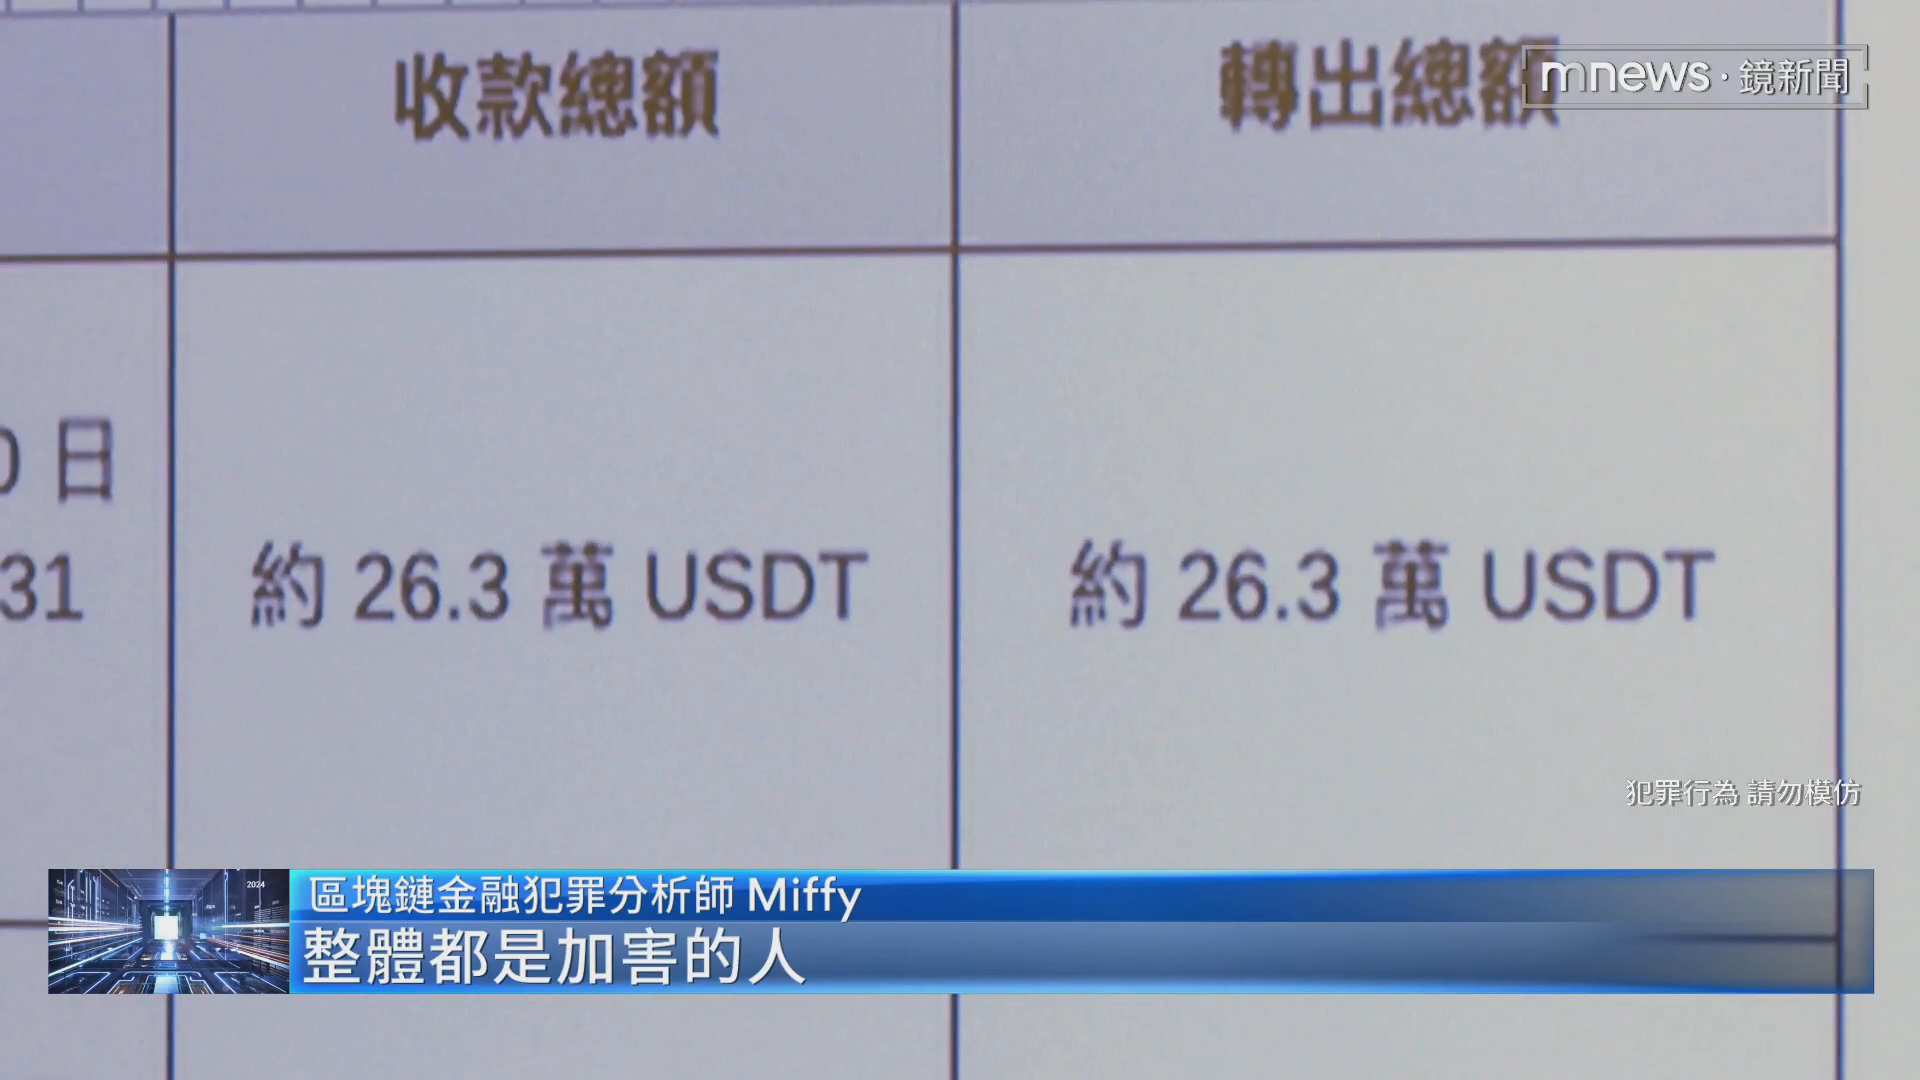 收款總額
轉出總額
mnews·鏡新聞
0 日
31
約 26.3 萬 USDT
約 26.3 萬 USDT
犯罪行為 請勿模仿
2024
區塊鏈金融犯罪分析師 Miffy
整體都是加害的人